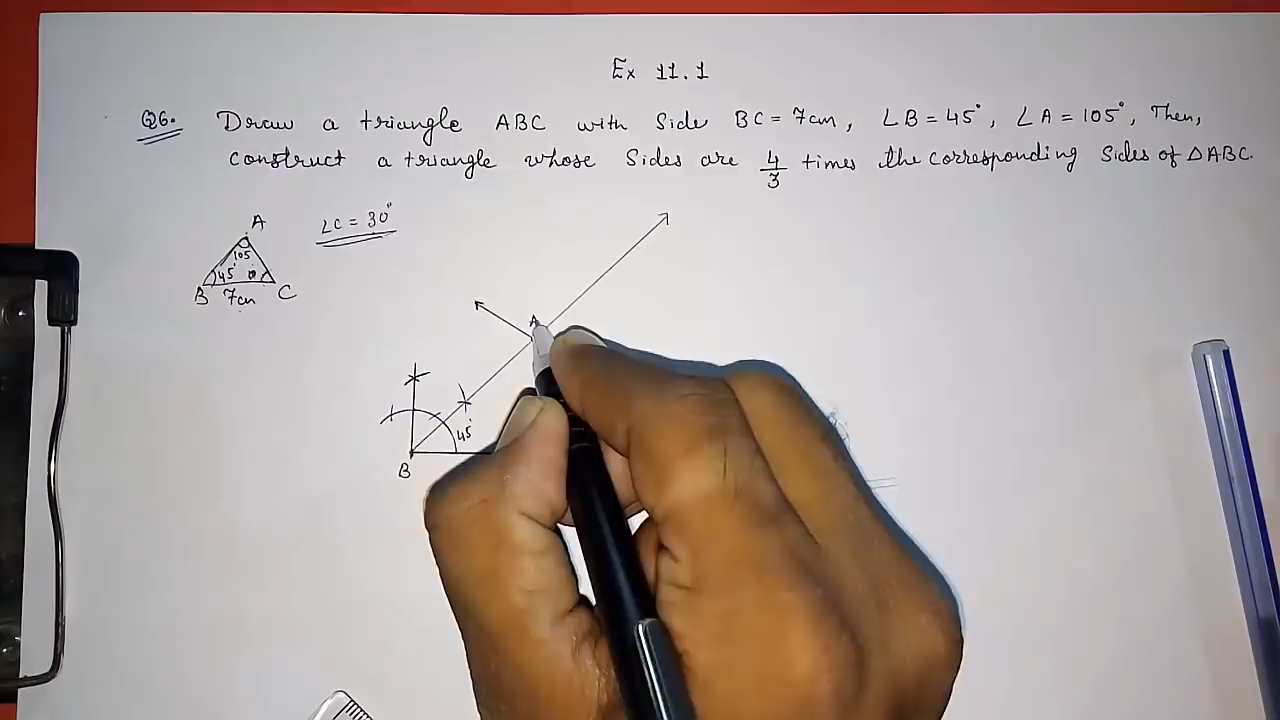 Ex 11.1
Q6. Draw a triangle ABC with Side BC = 7cm, ∠B = 45°, ∠A = 105°, Then,
Construct a triangle whose Sides are 4/3 times the corresponding Sides of △ABC.
A
∠C = 30°
105
45°
B 7cm C
A
45°
B